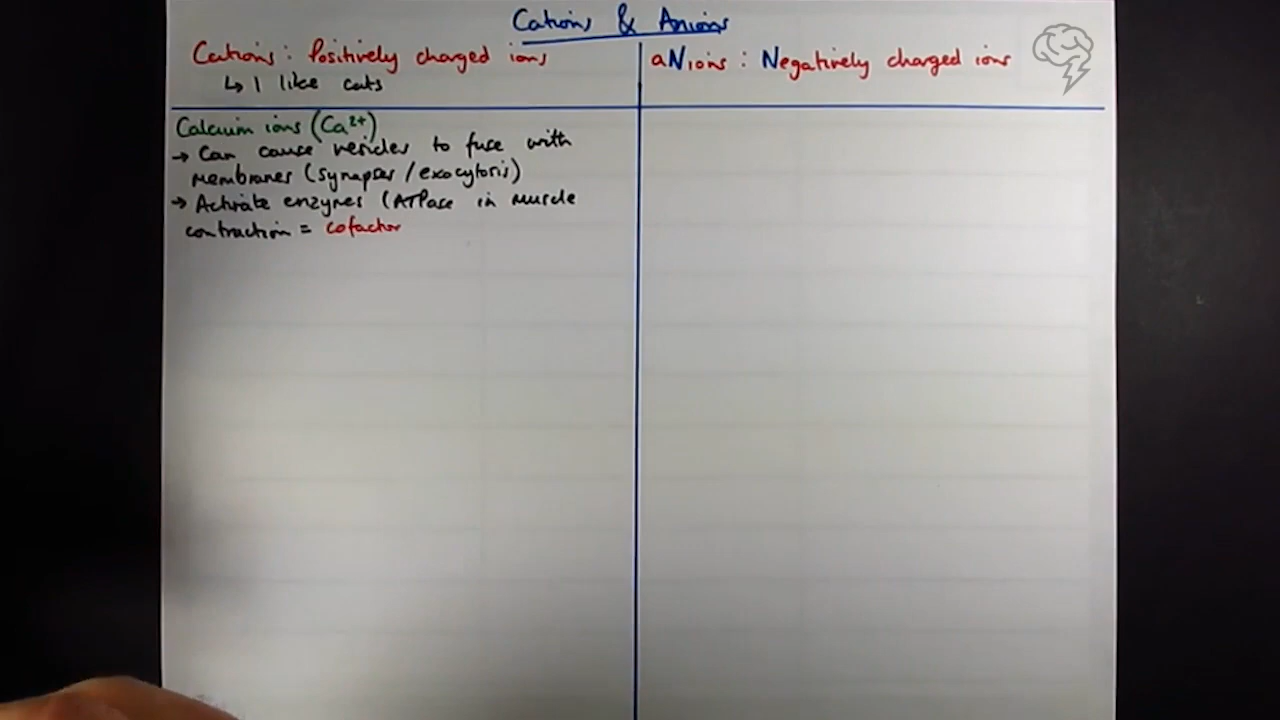 Cations & Anions
Cations : Positively charged ions
↳ I like cats
aNions : Negatively charged ions
Calcium ions (Ca²⁺)
→ Can cause vesicles to fuse with
membranes (synapses / exocytosis)
→ Activate enzymes (ATPase in muscle
contraction = cofactor